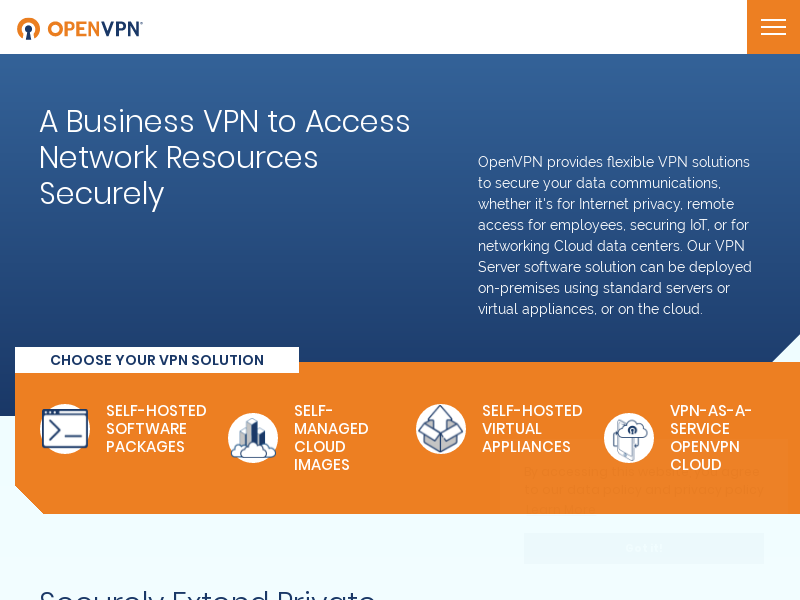 OPENVPN
A Business VPN to Access
Network Resources
Securely
OpenVPN provides flexible VPN solutions
to secure your data communications,
whether it's for Internet privacy, remote
access for employees, securing IoT, or for
networking Cloud data centers. Our VPN
Server software solution can be deployed
on-premises using standard servers or
virtual appliances, or on the cloud.
CHOOSE YOUR VPN SOLUTION
SELF-HOSTED
SOFTWARE
PACKAGES
SELF-
MANAGED
CLOUD
IMAGES
SELF-HOSTED
VIRTUAL
APPLIANCES
VPN-AS-A-
SERVICE
OPENVPN
CLOUD
Securely Extend Private